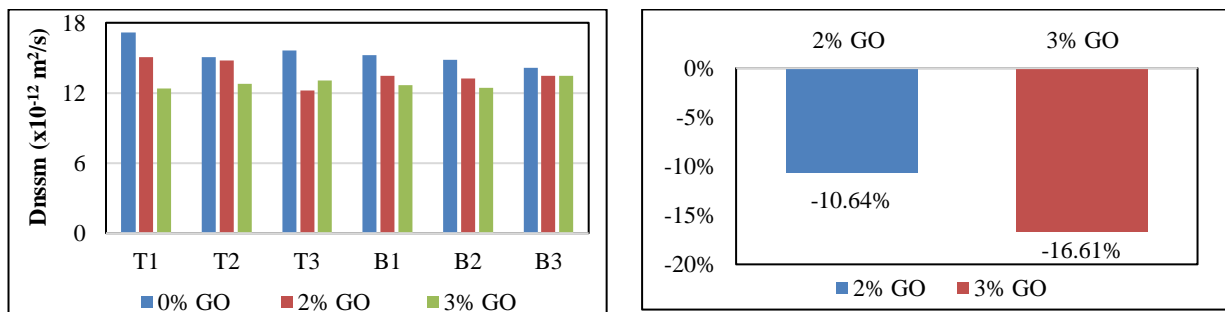 18
12
6
0
Dnssm (x10⁻¹² m²/s)
T1 T2 T3 B1 B2 B3
0% GO 2% GO 3% GO
2% GO 3% GO
0%
-5%
-10%
-15%
-20%
-10.64%
-16.61%
2% GO 3% GO